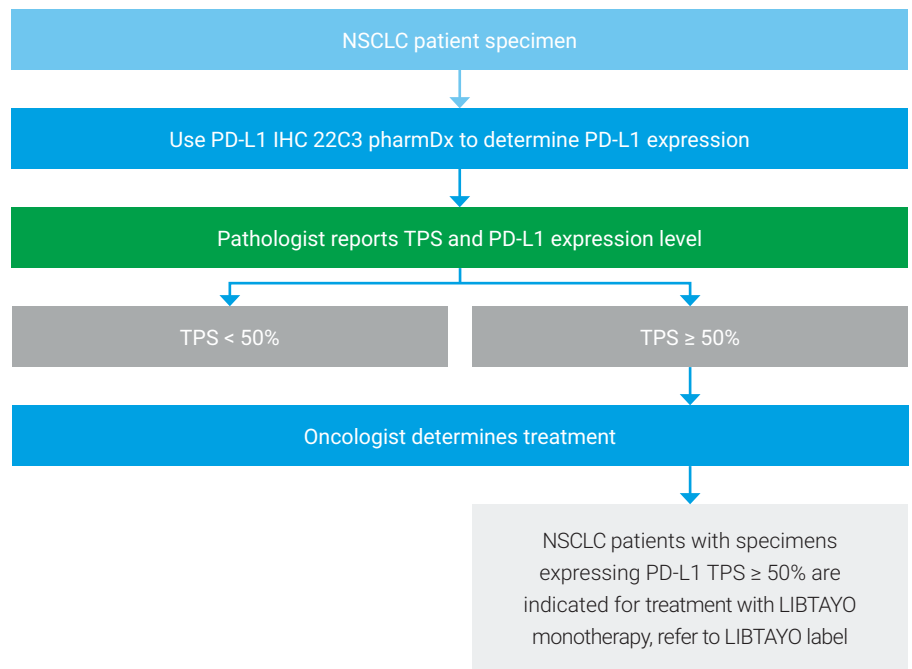 NSCLC patient specimen
Use PD-L1 IHC 22C3 pharmDx to determine PD-L1 expression
Pathologist reports TPS and PD-L1 expression level
TPS < 50%
TPS ≥ 50%
Oncologist determines treatment
NSCLC patients with specimens
expressing PD-L1 TPS ≥ 50% are
indicated for treatment with LIBTAYO
monotherapy, refer to LIBTAYO label